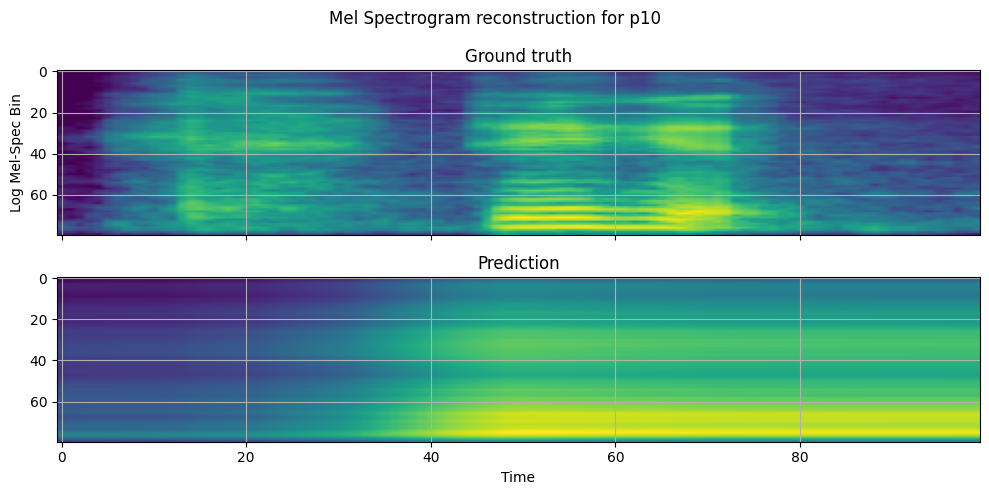 Mel Spectrogram reconstruction for p10
Ground truth
0
20
40
60
Log Mel-Spec Bin
Prediction
0
20
40
60
0 20 40 60 80
Time